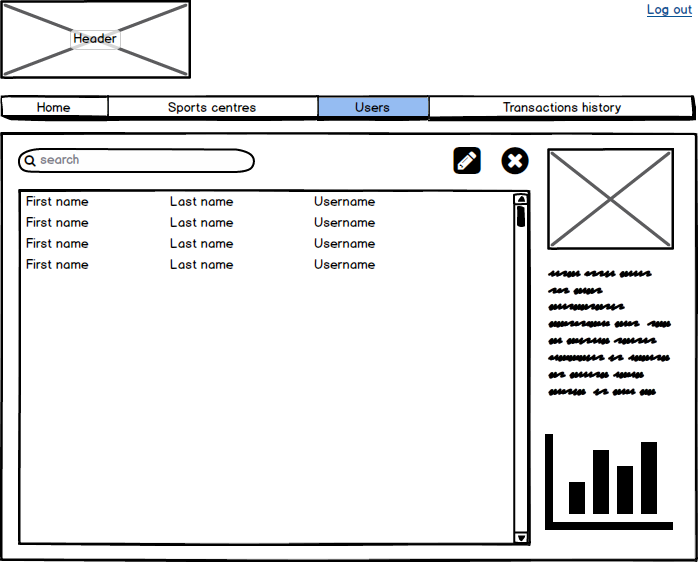 Log out
Header
Home Sports centres Users Transactions history
search
First name Last name Username
First name Last name Username
First name Last name Username
First name Last name Username